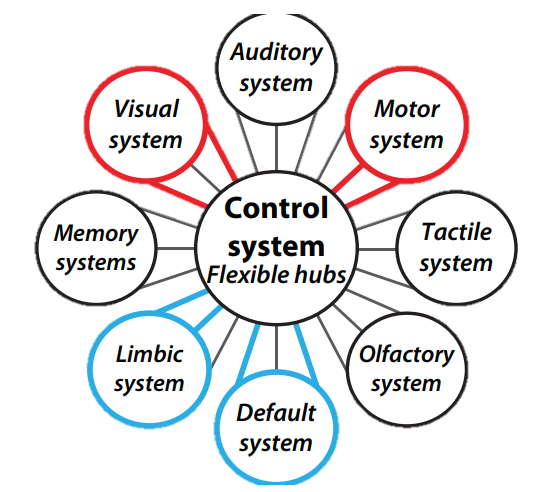 Auditory
system
Visual
system
Motor
system
Control
system
Flexible hubs
Memory
systems
Tactile
system
Limbic
system
Olfactory
system
Default
system